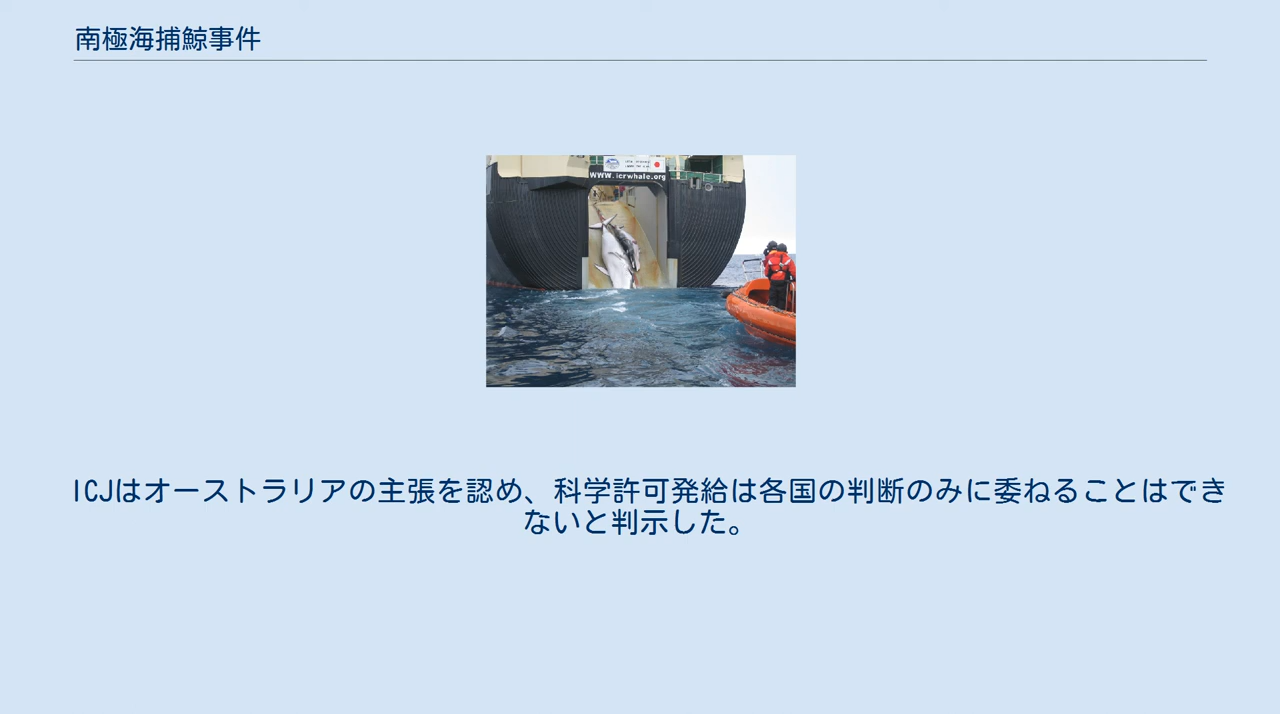 南極海捕鯨事件
WWW.icrwhale.org
ICJはオーストラリアの主張を認め、科学許可発給は各国の判断のみに委ねることはでき
ないと判示した。